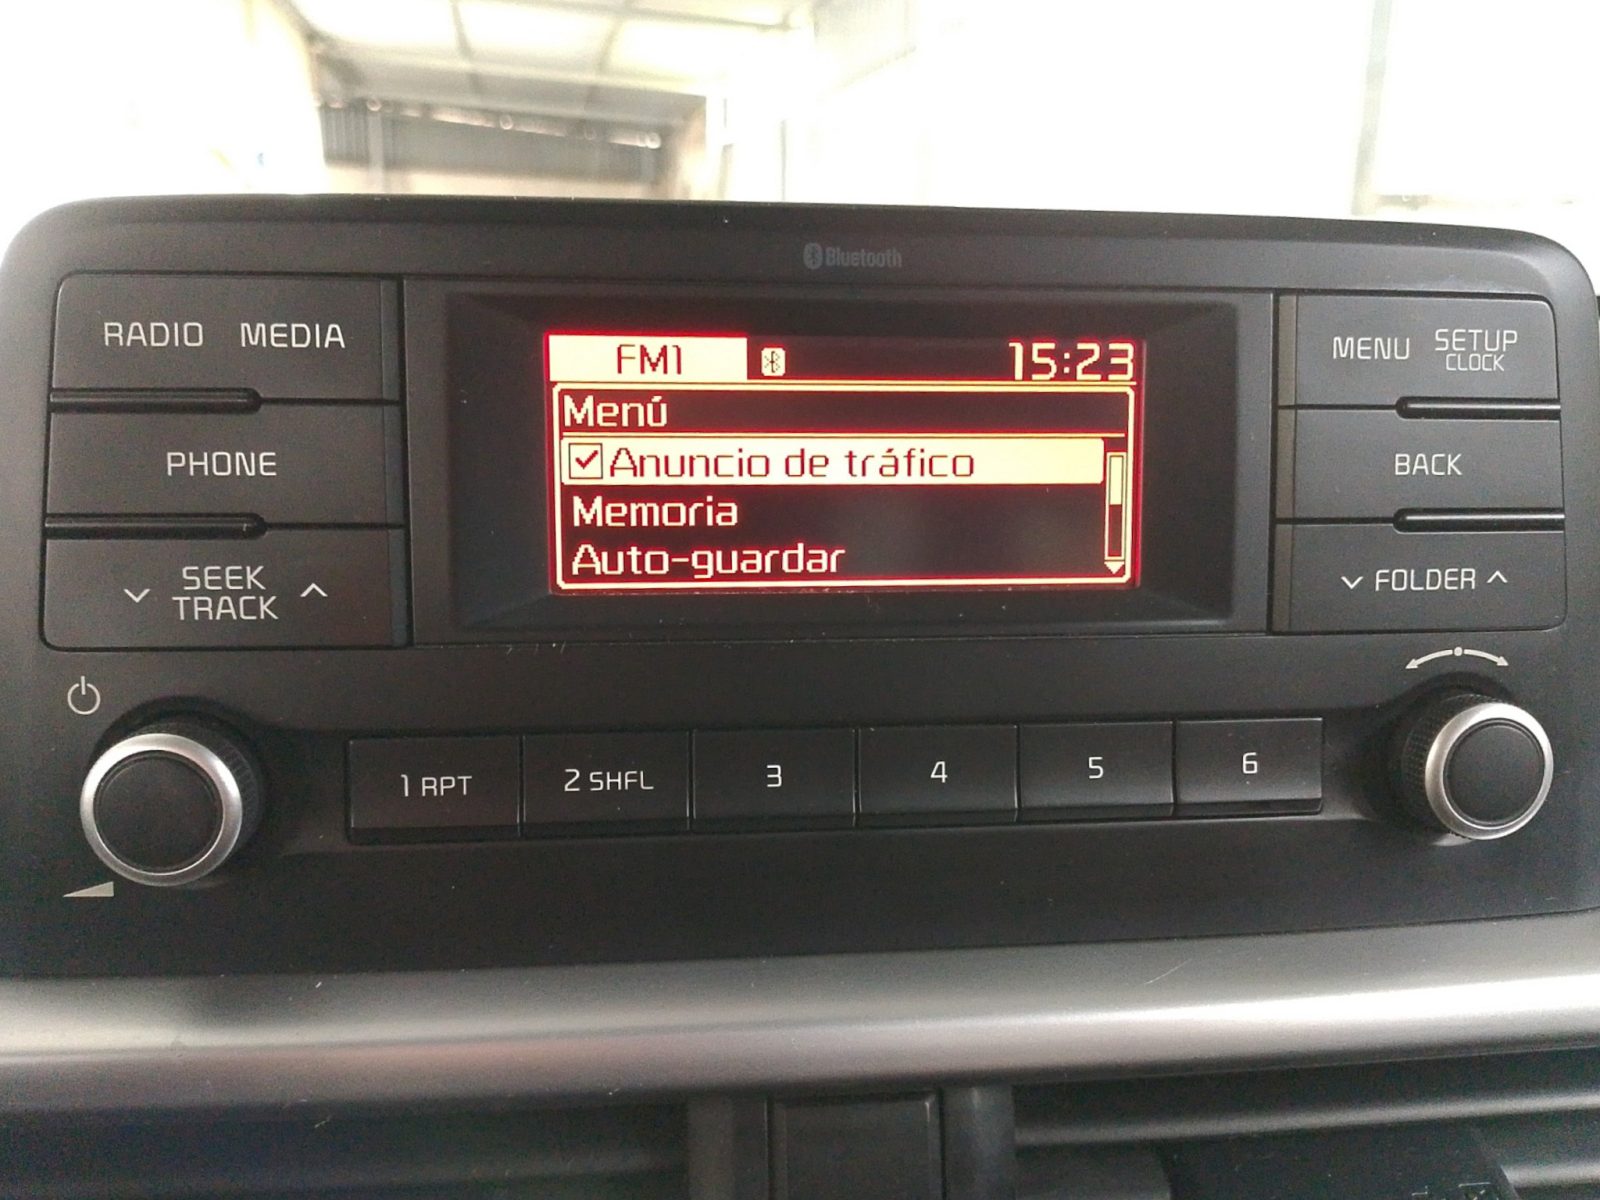 Bluetooth
RADIO MEDIA
PHONE
SEEK
TRACK
FM1 15:23
Menú
Anuncio de tráfico
Memoria
Auto-guardar
MENU SETUP
CLOCK
BACK
FOLDER
1 RPT 2 SHFL 3 4 5 6